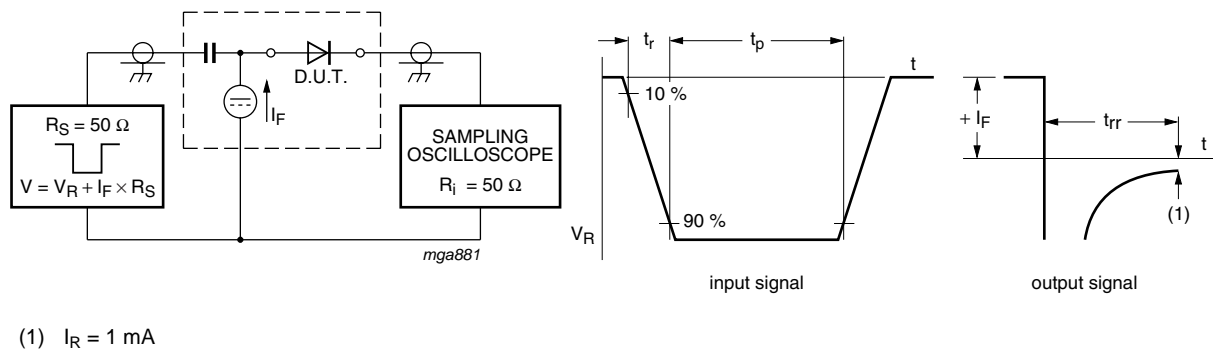 D.U.T.
I_F
R_S = 50 Ω
V = V_R + I_F × R_S
SAMPLING
OSCILLOSCOPE
R_i = 50 Ω
mga881
t_r
t_p
t
10 %
90 %
V_R
input signal
+ I_F
t_rr
t
(1)
output signal
(1) I_R = 1 mA